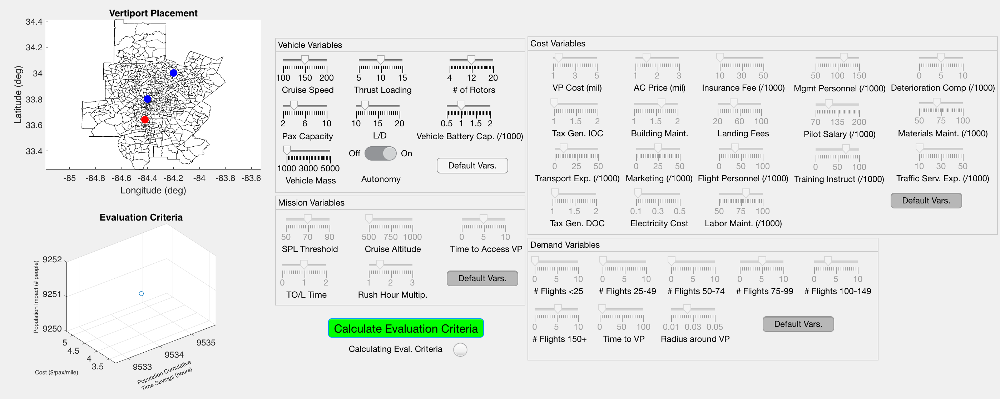 Vertiport Placement
34.4
34.2
34
33.8
33.6
33.4
Latitude (deg)
-85 -84.8 -84.6 -84.4 -84.2 -84 -83.8 -83.6
Longitude (deg)
Evaluation Criteria
9252
9251
9250
Population Impact (# people)
5
4.5
4
3.5
Cost ($/pax/mile)
9533
9534
9535
Population Cumulative
Time Savings (hours)
Vehicle Variables
100 150 200
Cruise Speed
5 10 15
Thrust Loading
4 12 20
# of Rotors
2 6 10
Pax Capacity
10 15 20
L/D
0.5 1 1.5 2
Vehicle Battery Cap. (/1000)
1000 3000 5000
Vehicle Mass
Off On
Autonomy
Default Vars.
Mission Variables
50 70 90
SPL Threshold
500 750 1000
Cruise Altitude
0 5 10
Time to Access VP
0 1 2
TO/L Time
1 2 3
Rush Hour Multip.
Default Vars.
Calculate Evaluation Criteria
Calculating Eval. Criteria
Cost Variables
1 3 5
VP Cost (mil)
1 2 3
AC Price (mil)
10 30 50
Insurance Fee (/1000)
50 100 150
Mgmt Personnel (/1000)
0 5 10
Deterioration Comp (/1000)
1 1.5 2
Tax Gen. IOC
1 1.5 2
Building Maint.
20 60 100
Landing Fees
70 135 200
Pilot Salary (/1000)
50 75 100
Materials Maint. (/1000)
0 25 50
Transport Exp. (/1000)
0 25 50
Marketing (/1000)
0 50 100
Flight Personnel (/1000)
0 50 100
Training Instruct (/1000)
10 30 50
Traffic Serv. Exp. (/1000)
1 1.5 2
Tax Gen. DOC
0.1 0.3 0.5
Electricity Cost
50 75 100
Labor Maint. (/1000)
Default Vars.
Demand Variables
0 5 10
# Flights <25
0 5 10
# Flights 25-49
0 5 10
# Flights 50-74
0 5 10
# Flights 75-99
0 5 10
# Flights 100-149
0 5 10
# Flights 150+
0 50 100
Time to VP
0.01 0.03 0.05
Radius around VP
Default Vars.